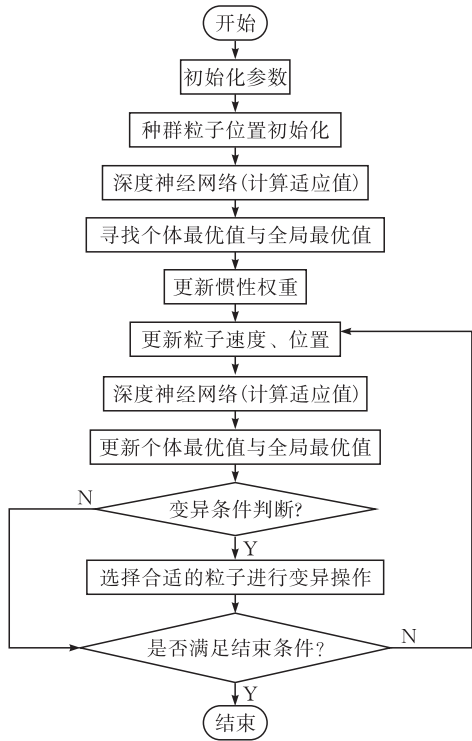 开始
初始化参数
种群粒子位置初始化
深度神经网络(计算适应值)
寻找个体最优值与全局最优值
更新惯性权重
更新粒子速度、位置
深度神经网络(计算适应值)
更新个体最优值与全局最优值
N
变异条件判断?
Y
选择合适的粒子进行变异操作
是否满足结束条件?
N
Y
结束